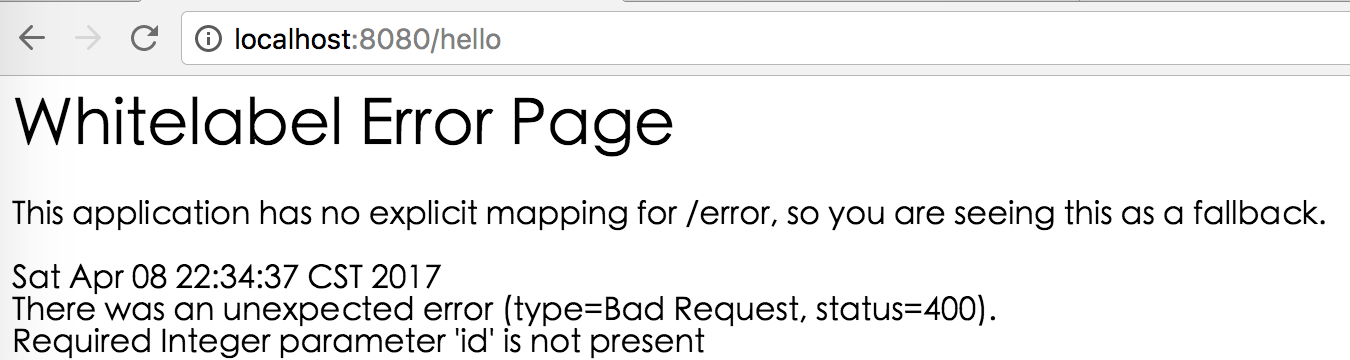 localhost:8080/hello
Whitelabel Error Page
This application has no explicit mapping for /error, so you are seeing this as a fallback.
Sat Apr 08 22:34:37 CST 2017
There was an unexpected error (type=Bad Request, status=400).
Required Integer parameter 'id' is not present